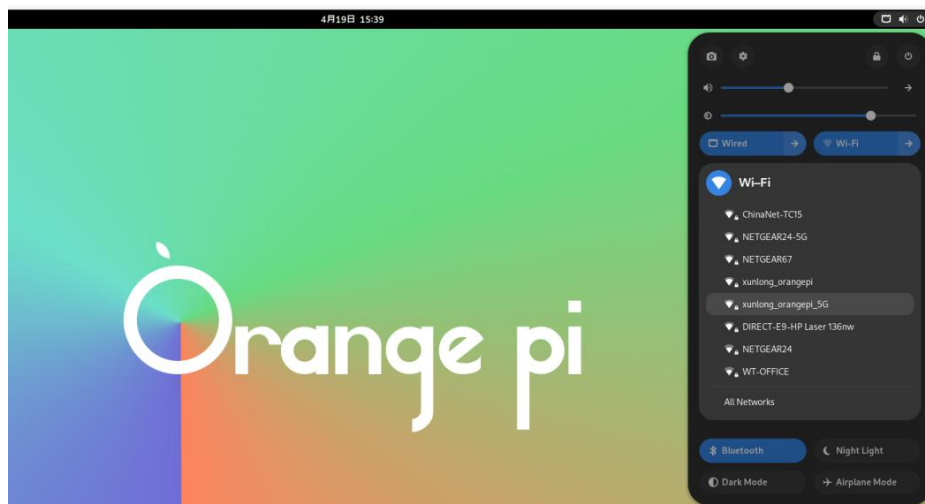 4月19日 15:39
Wired
Wi-Fi
Wi–Fi
ChinaNet-TC15
NETGEAR24-5G
NETGEAR67
xunlong_orangepi
xunlong_orangepi_5G
DIRECT-E9-HP Laser 136nw
NETGEAR24
WT-OFFICE
All Networks
Orange pi
Bluetooth
Night Light
Dark Mode
Airplane Mode